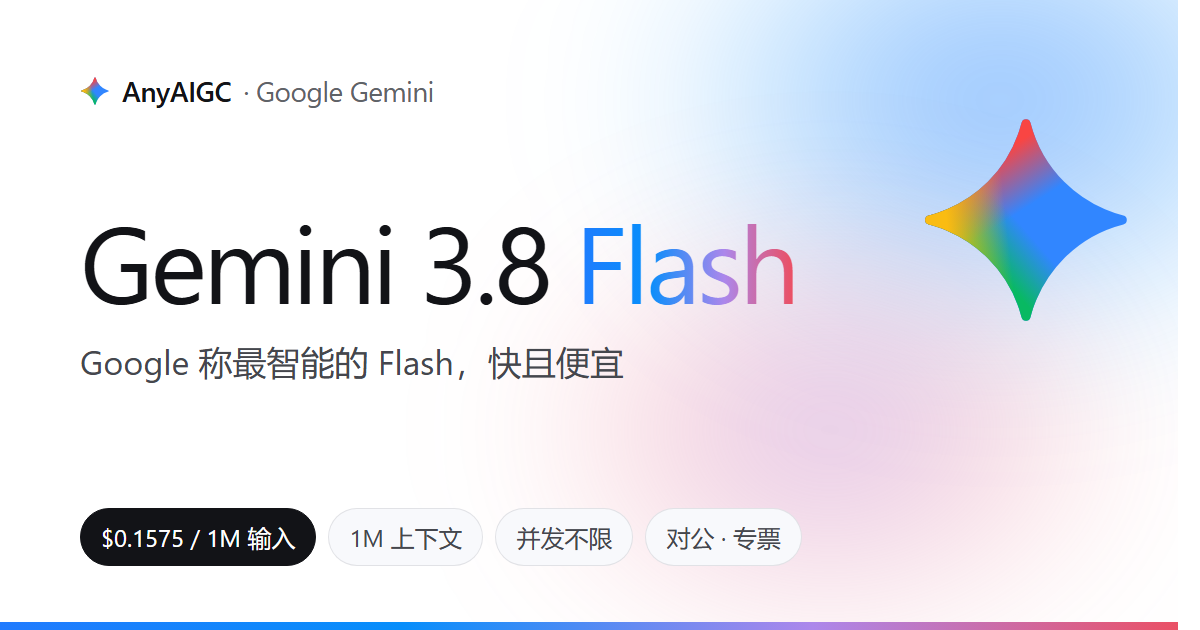 AnyAIGC · Google Gemini
Gemini 3.8 Flash
Google 称最智能的 Flash，快且便宜
$0.1575 / 1M 输入 1M 上下文 并发不限 对公 · 专票